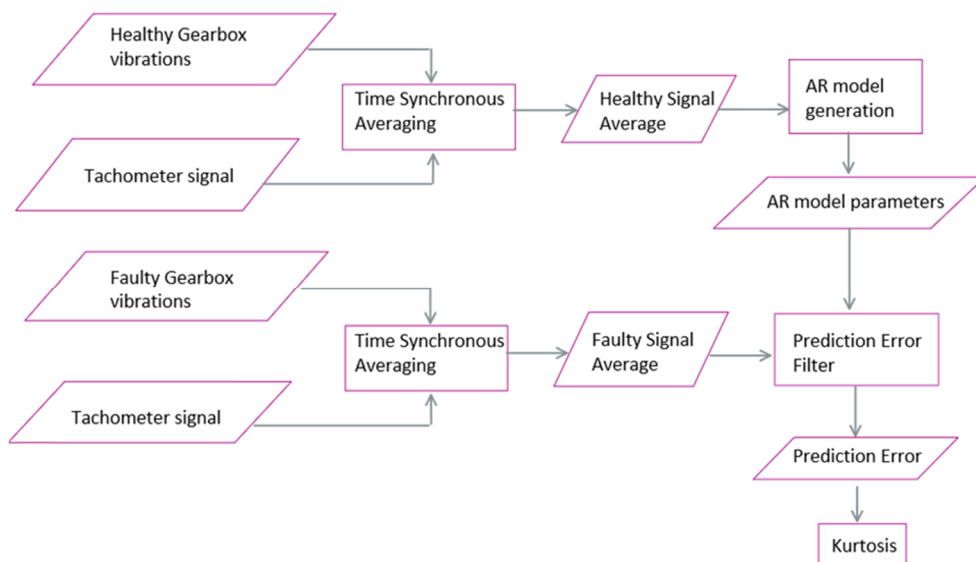 Healthy Gearbox
vibrations
Tachometer signal
Time Synchronous
Averaging
Healthy Signal
Average
AR model
generation
AR model parameters
Faulty Gearbox
vibrations
Tachometer signal
Time Synchronous
Averaging
Faulty Signal
Average
Prediction Error
Filter
Prediction Error
Kurtosis